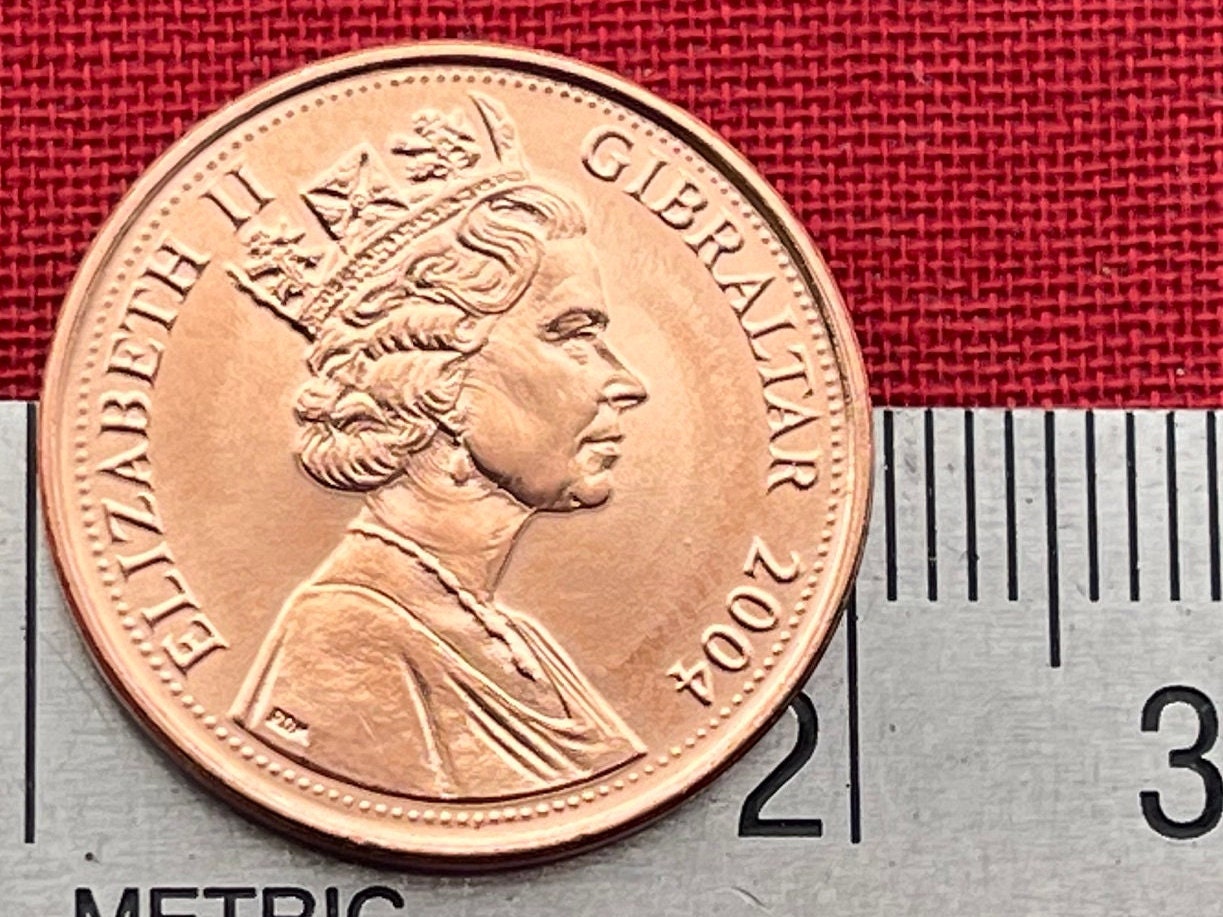 ELIZABETH II
GIBRALTAR 2004
2
3
METRIC